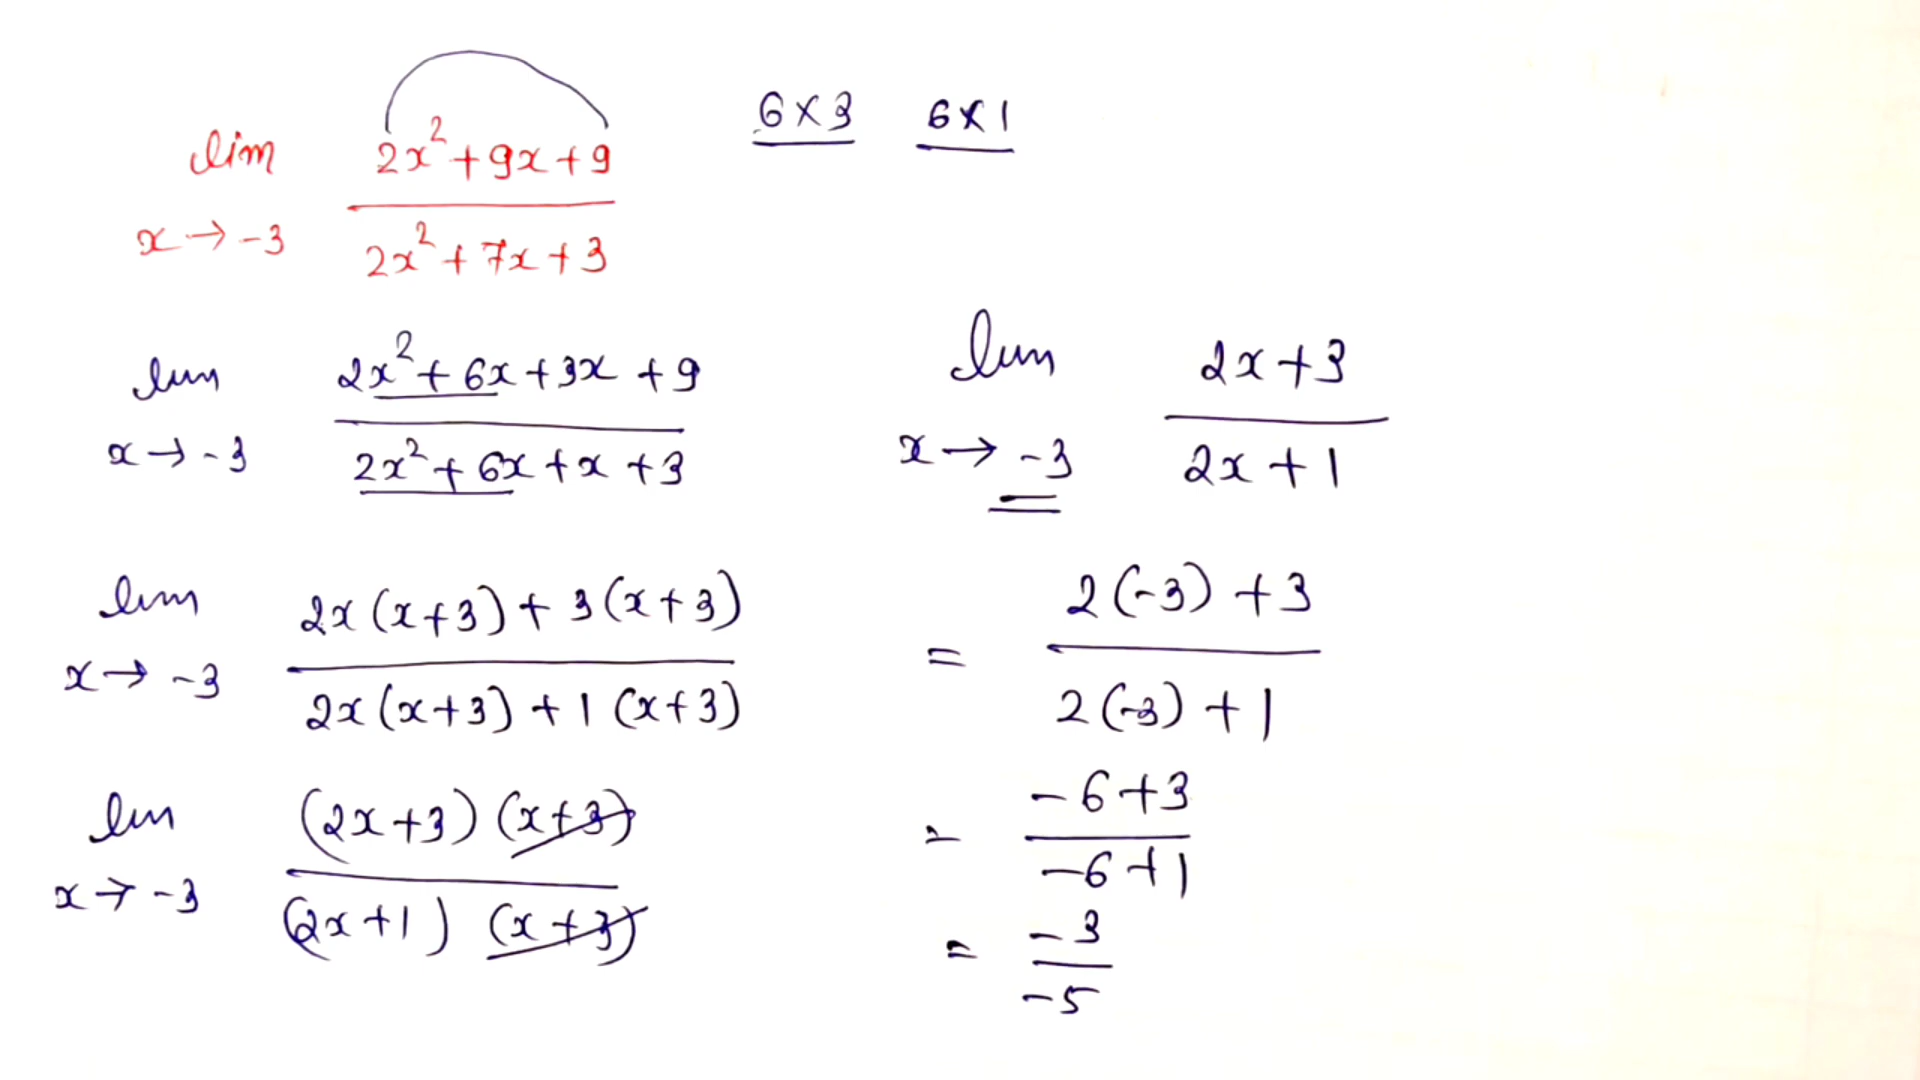 lim 2x²+9x+9
x→-3 2x²+7x+3
6×3 6×1
lim 2x²+6x+3x+9
x→-3 2x²+6x+x+3
lim 2x(x+3)+3(x+3)
x→-3 2x(x+3)+1(x+3)
lim (2x+3)(x+3)
x→-3 (2x+1)(x+3)
lim 2x+3
x→-3 2x+1
= 2(-3)+3
2(-3)+1
= -6+3
-6+1
= -3
-5